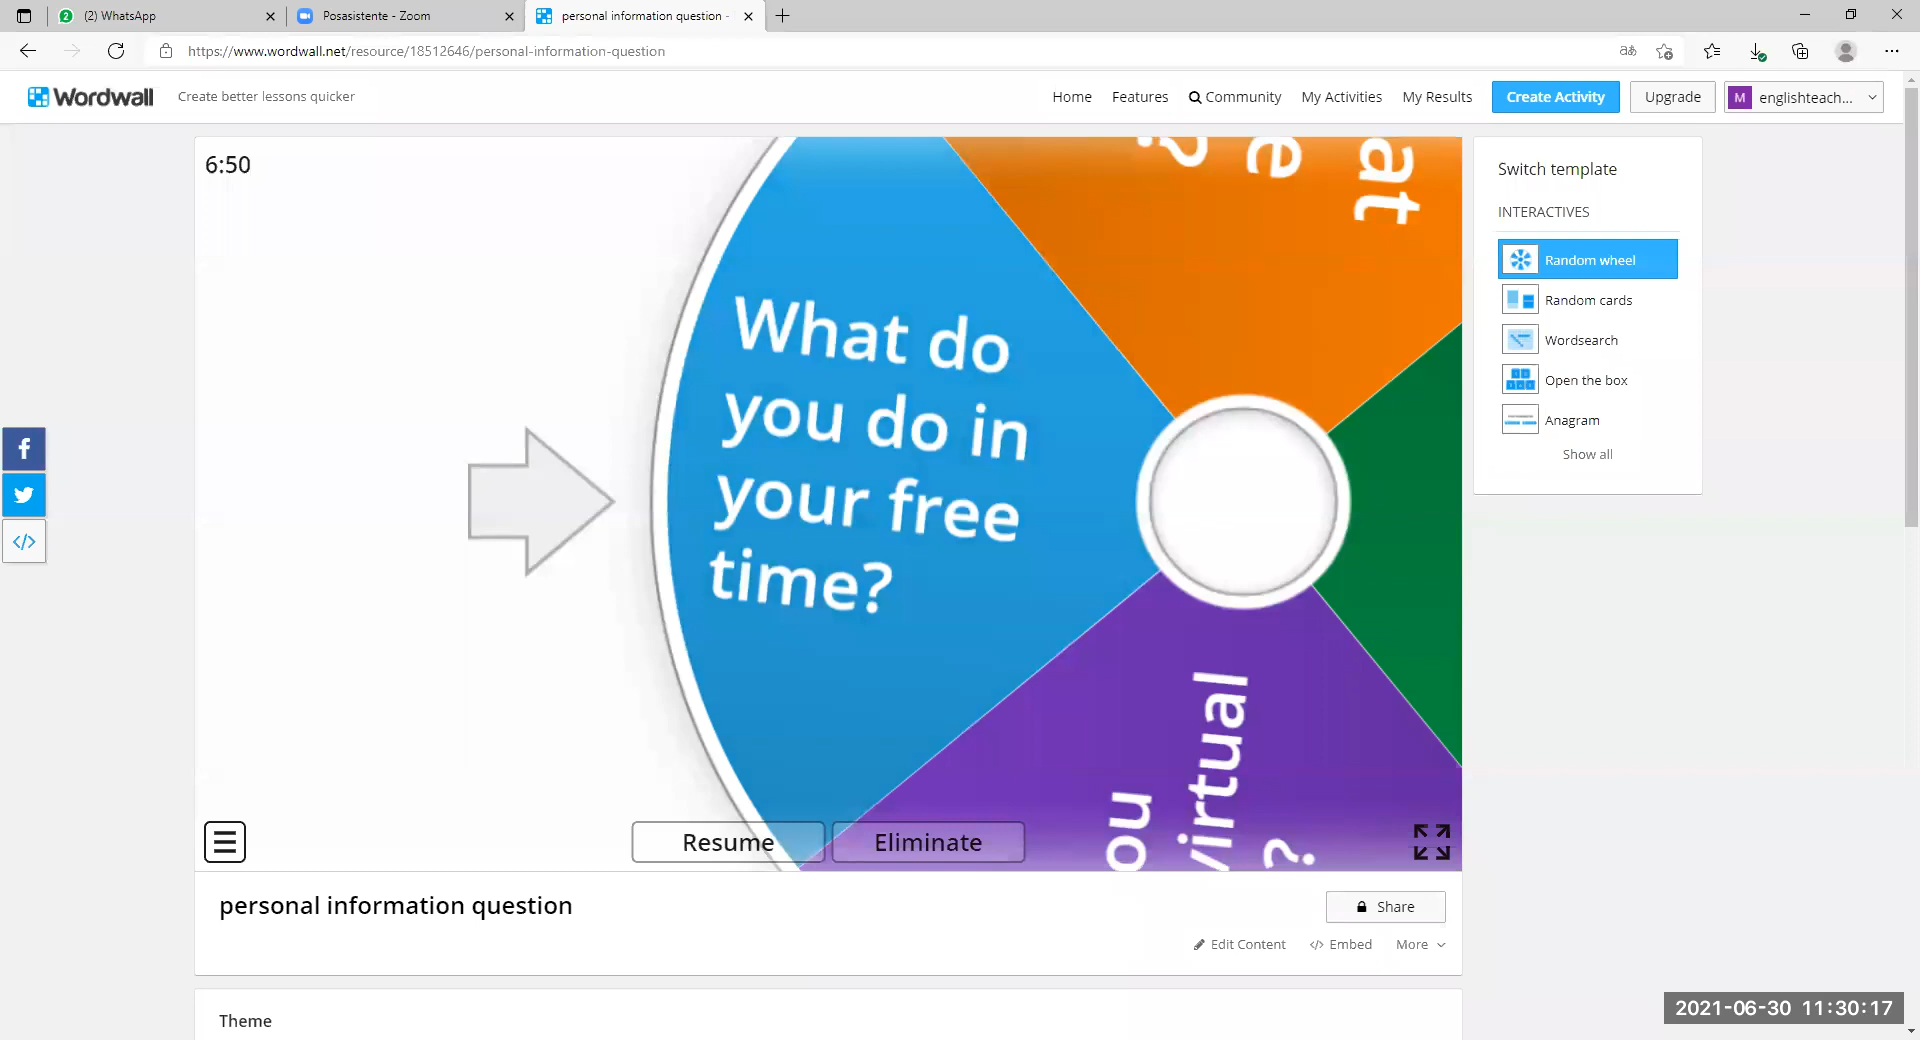 (2) WhatsApp
Posasistente - Zoom
personal information question -
https://www.wordwall.net/resource/18512646/personal-information-question
Wordwall
Create better lessons quicker
Home
Features
Community
My Activities
My Results
Create Activity
Upgrade
M
englishteach...
6:50
What do
you do in
your free
time?
?
e
at
ou
virtual
?
Resume
Eliminate
Switch template
INTERACTIVES
Random wheel
Random cards
Wordsearch
Open the box
Anagram
Show all
personal information question
Share
Edit Content
Embed
More
Theme
2021-06-30 11:30:17